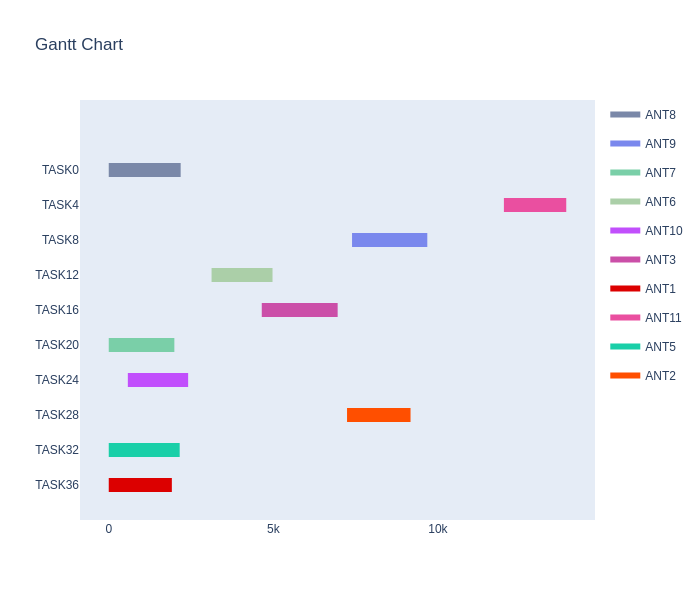 Gantt Chart
TASK0
TASK4
TASK8
TASK12
TASK16
TASK20
TASK24
TASK28
TASK32
TASK36
0 5k 10k
ANT8
ANT9
ANT7
ANT6
ANT10
ANT3
ANT1
ANT11
ANT5
ANT2